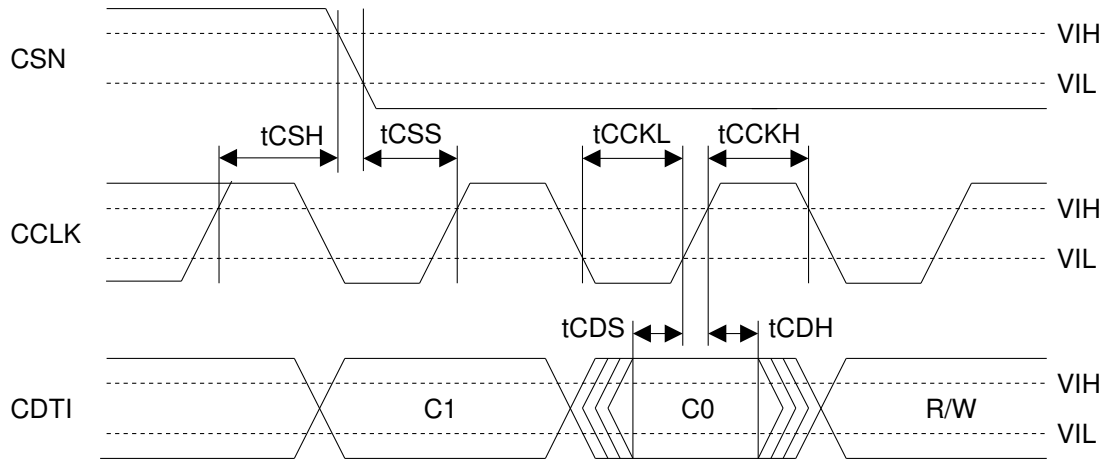 VIH
CSN
VIL
tCSH tCSS tCCKL tCCKH
VIH
CCLK
VIL
tCDS tCDH
VIH
CDTI C1 C0 R/W
VIL